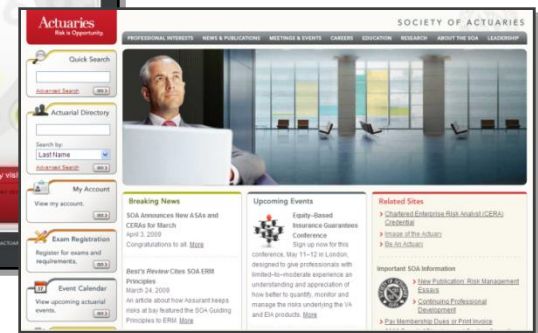 Actuaries
Risk is Opportunity.
SOCIETY OF ACTUARIES
PROFESSIONAL INTERESTS NEWS & PUBLICATIONS MEETINGS & EVENTS CAREERS EDUCATION RESEARCH ABOUT THE SOA LEADERSHIP
Quick Search
Advanced Search GO
Actuarial Directory
Search by:
Last Name
Advanced Search GO
My Account
View my account.
GO
Exam Registration
Register for exams and
requirements. GO
Event Calendar
View upcoming actuarial
events. GO
Breaking News
SOA Announces New ASAs and
CERAs for March
April 3, 2009
Congratulations to all. More
Best's Review Cites SOA ERM
Principles
March 24, 2009
An article about how Assurant keeps
risks at bay featured the SOA Guiding
Principles to ERM. More
Upcoming Events
Equity-Based
Insurance Guarantees
Conference
Sign up now for this
conference, May 11-12 in London,
designed to give professionals with
limited-to-moderate experience an
understanding and appreciation of
how better to quantify, monitor and
manage the risks underlying the VA
and EIA products. More
Related Sites
Chartered Enterprise Risk Analyst (CERA)
Credential
Image of the Actuary
Be An Actuary
Important SOA Information
New Publication: Risk Management
Essays
Continuing Professional
Development
Pay Membership Dues or Print Invoice